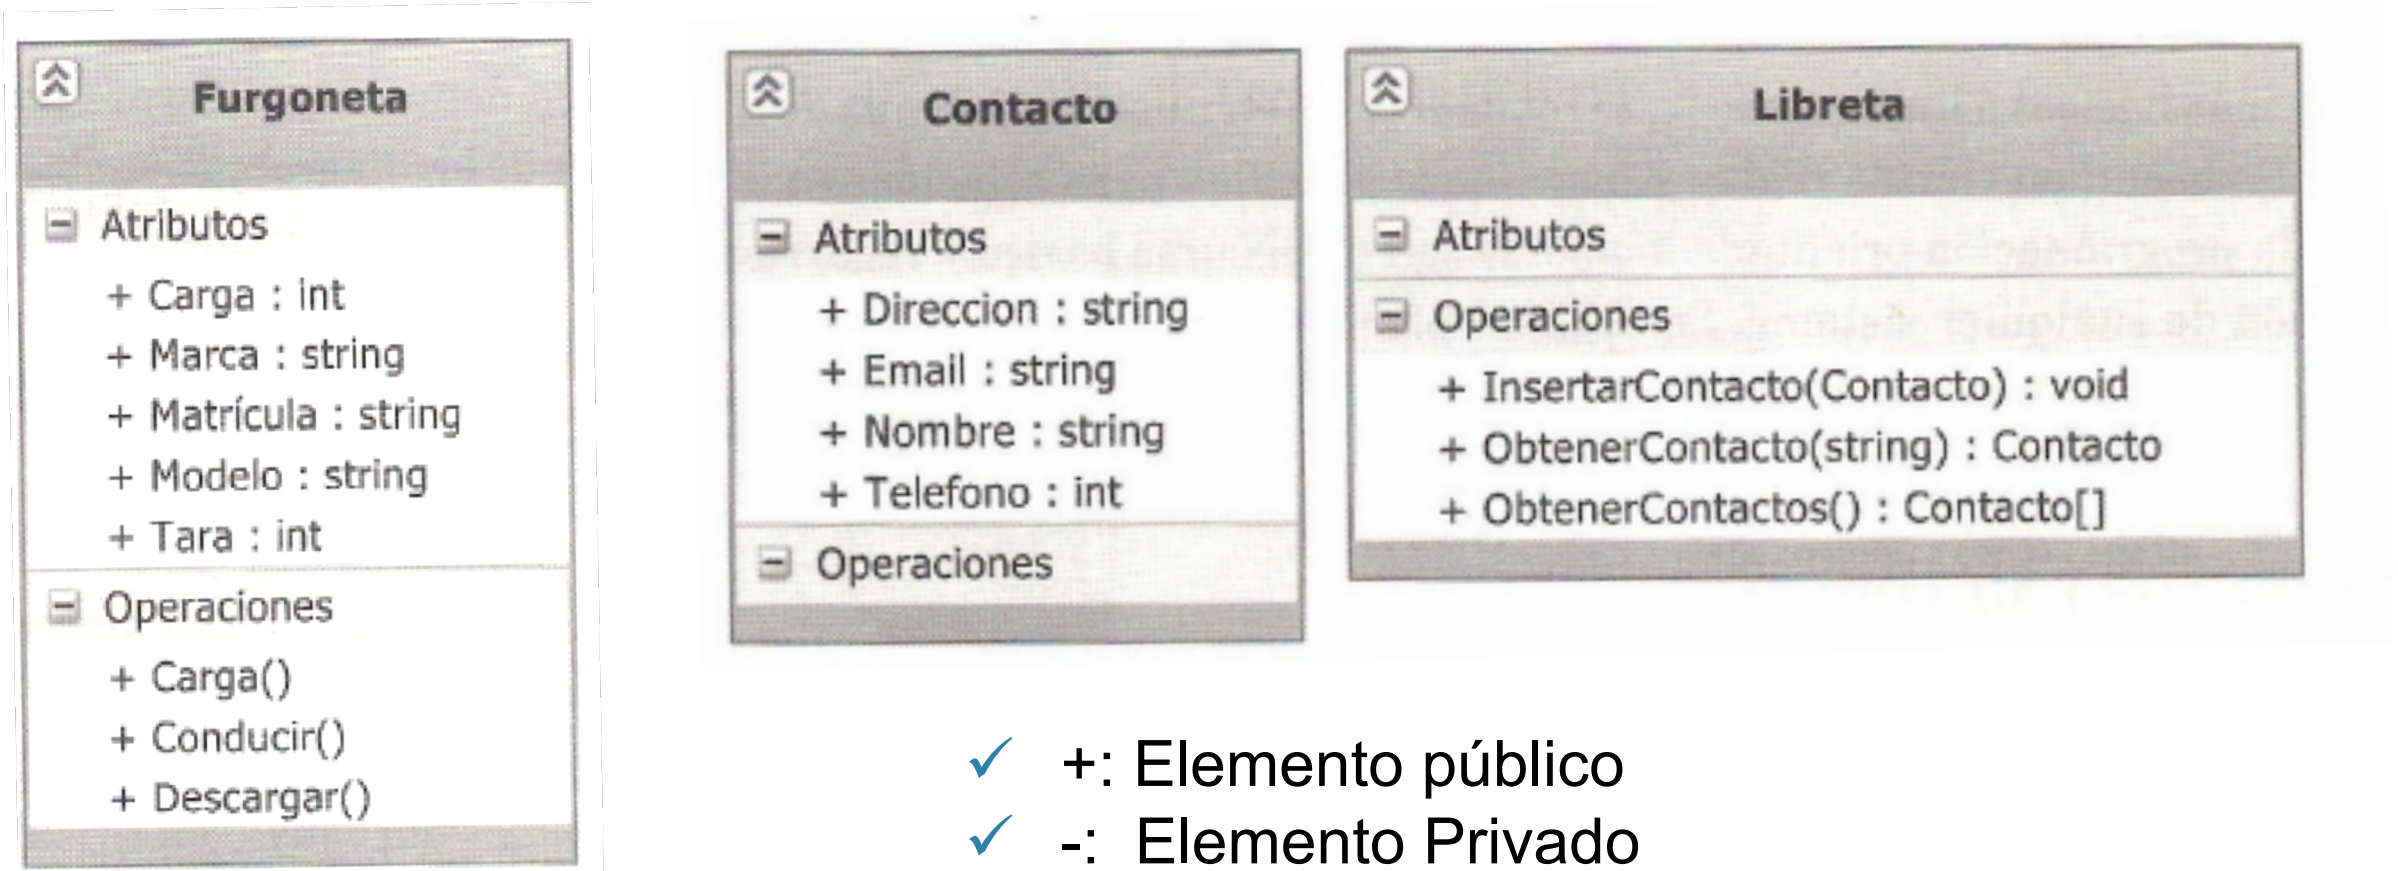 Furgoneta
Atributos
+ Carga : int
+ Marca : string
+ Matrícula : string
+ Modelo : string
+ Tara : int
Operaciones
+ Carga()
+ Conducir()
+ Descargar()
Contacto
Atributos
+ Direccion : string
+ Email : string
+ Nombre : string
+ Telefono : int
Operaciones
Libreta
Atributos
Operaciones
+ InsertarContacto(Contacto) : void
+ ObtenerContacto(string) : Contacto
+ ObtenerContactos() : Contacto[]
✓ +: Elemento público
✓ -: Elemento Privado